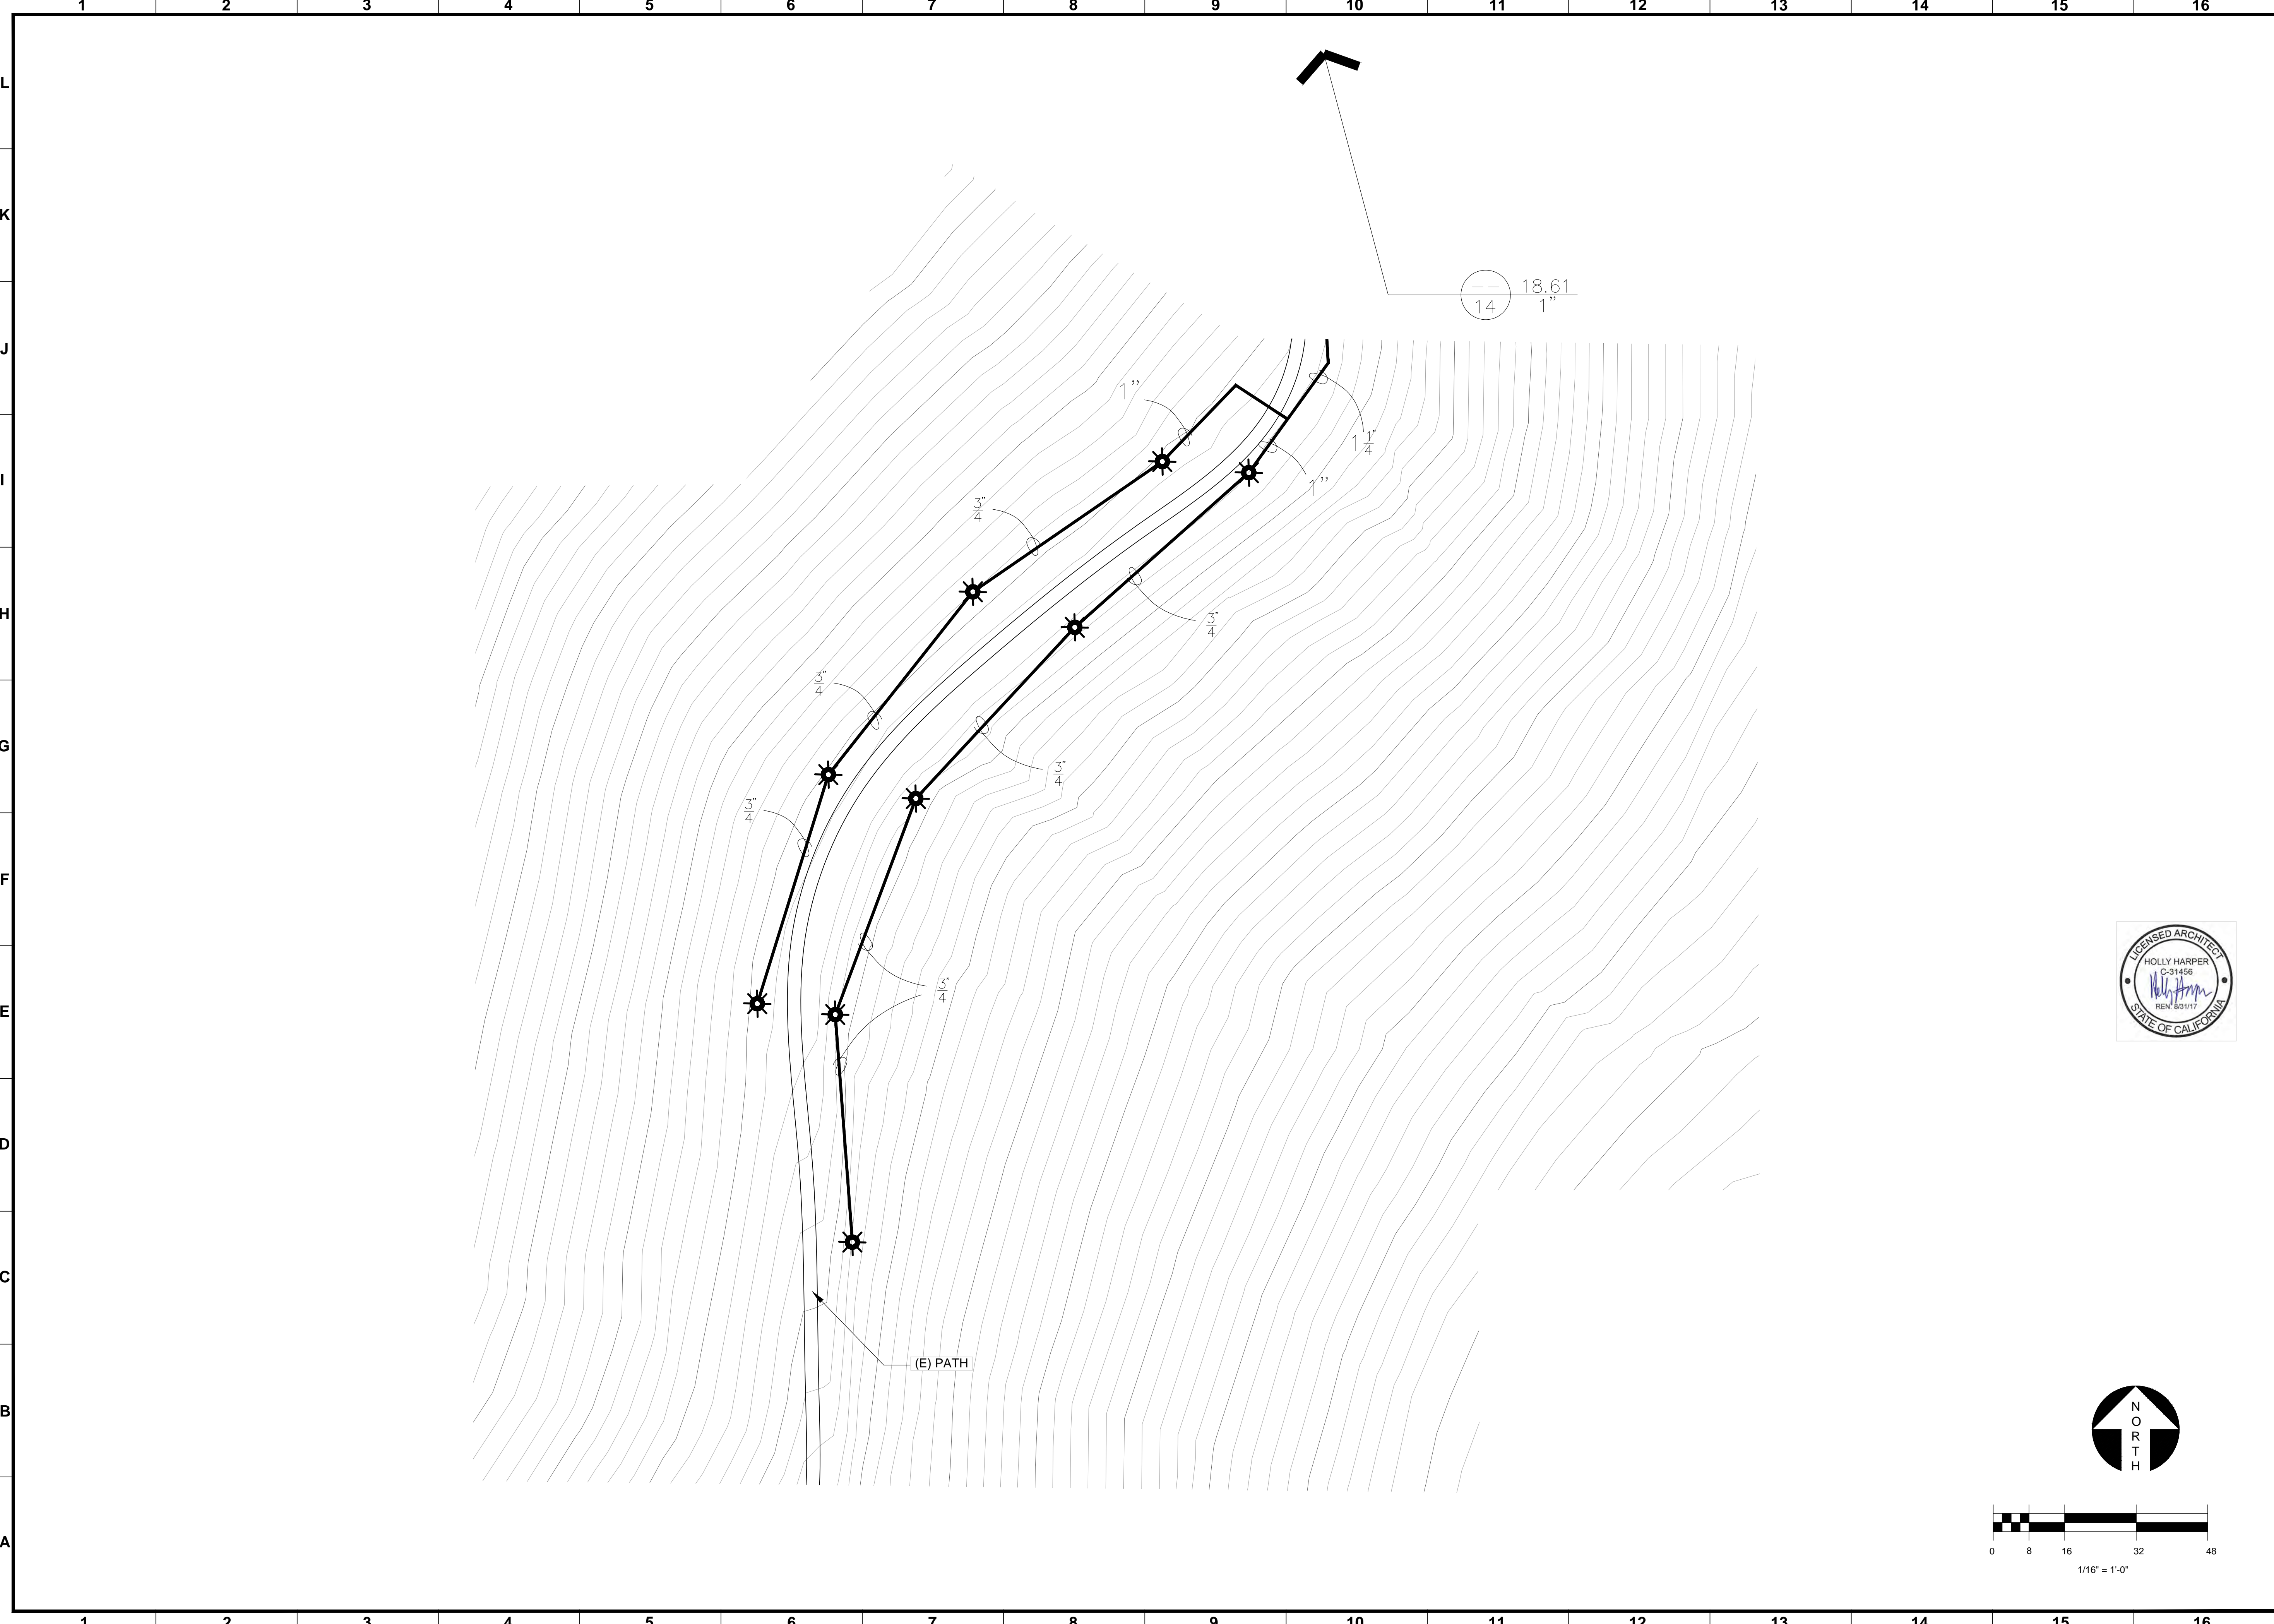 1 2 3 4 5 6 7 8 9 10 11 12 13 14 15 16
L
K
-- 18.61
14 1"
J
1"
1 1/4"
I
1"
3/4"
H
3/4"
3/4"
G
3/4"
3/4"
F
LICENSED ARCHITECT
HOLLY HARPER
C-31456
REN. 8/31/17
STATE OF CALIFORNIA
3/4"
E
D
C
(E) PATH
B
NORTH
A
0 8 16 32 48
1/16" = 1'-0"
1 2 3 4 5 6 7 8 9 10 11 12 13 14 15 16